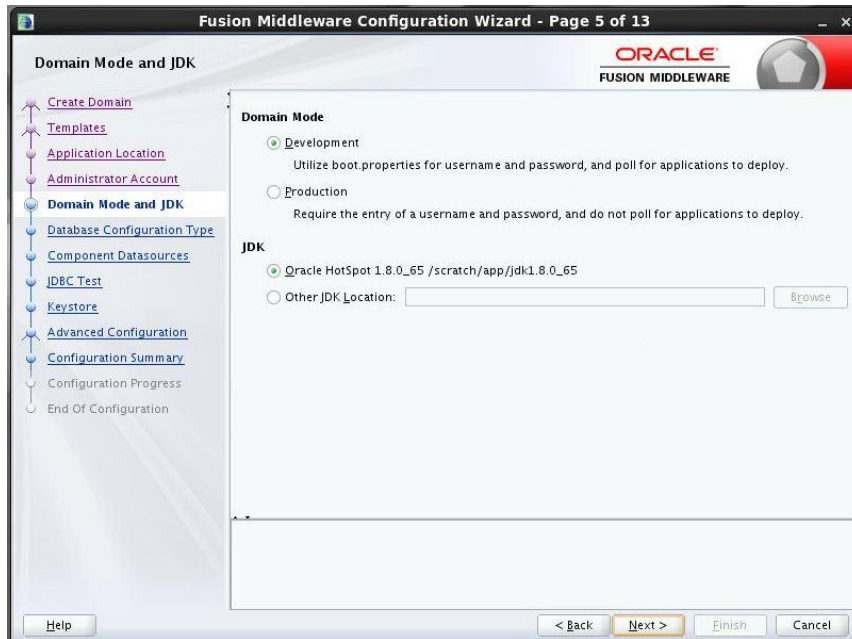 Fusion Middleware Configuration Wizard - Page 5 of 13
Domain Mode and JDK
ORACLE
FUSION MIDDLEWARE
Create Domain
Templates
Application Location
Administrator Account
Domain Mode and JDK
Database Configuration Type
Component Datasources
JDBC Test
Keystore
Advanced Configuration
Configuration Summary
Configuration Progress
End Of Configuration
Domain Mode
Development
Utilize boot.properties for username and password, and poll for applications to deploy.
Production
Require the entry of a username and password, and do not poll for applications to deploy.
JDK
Oracle HotSpot 1.8.0_65 /scratch/app/jdk1.8.0_65
Other JDK Location: Browse
Help < Back Next > Finish Cancel